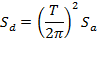 S_d = (T/2π)² S_a